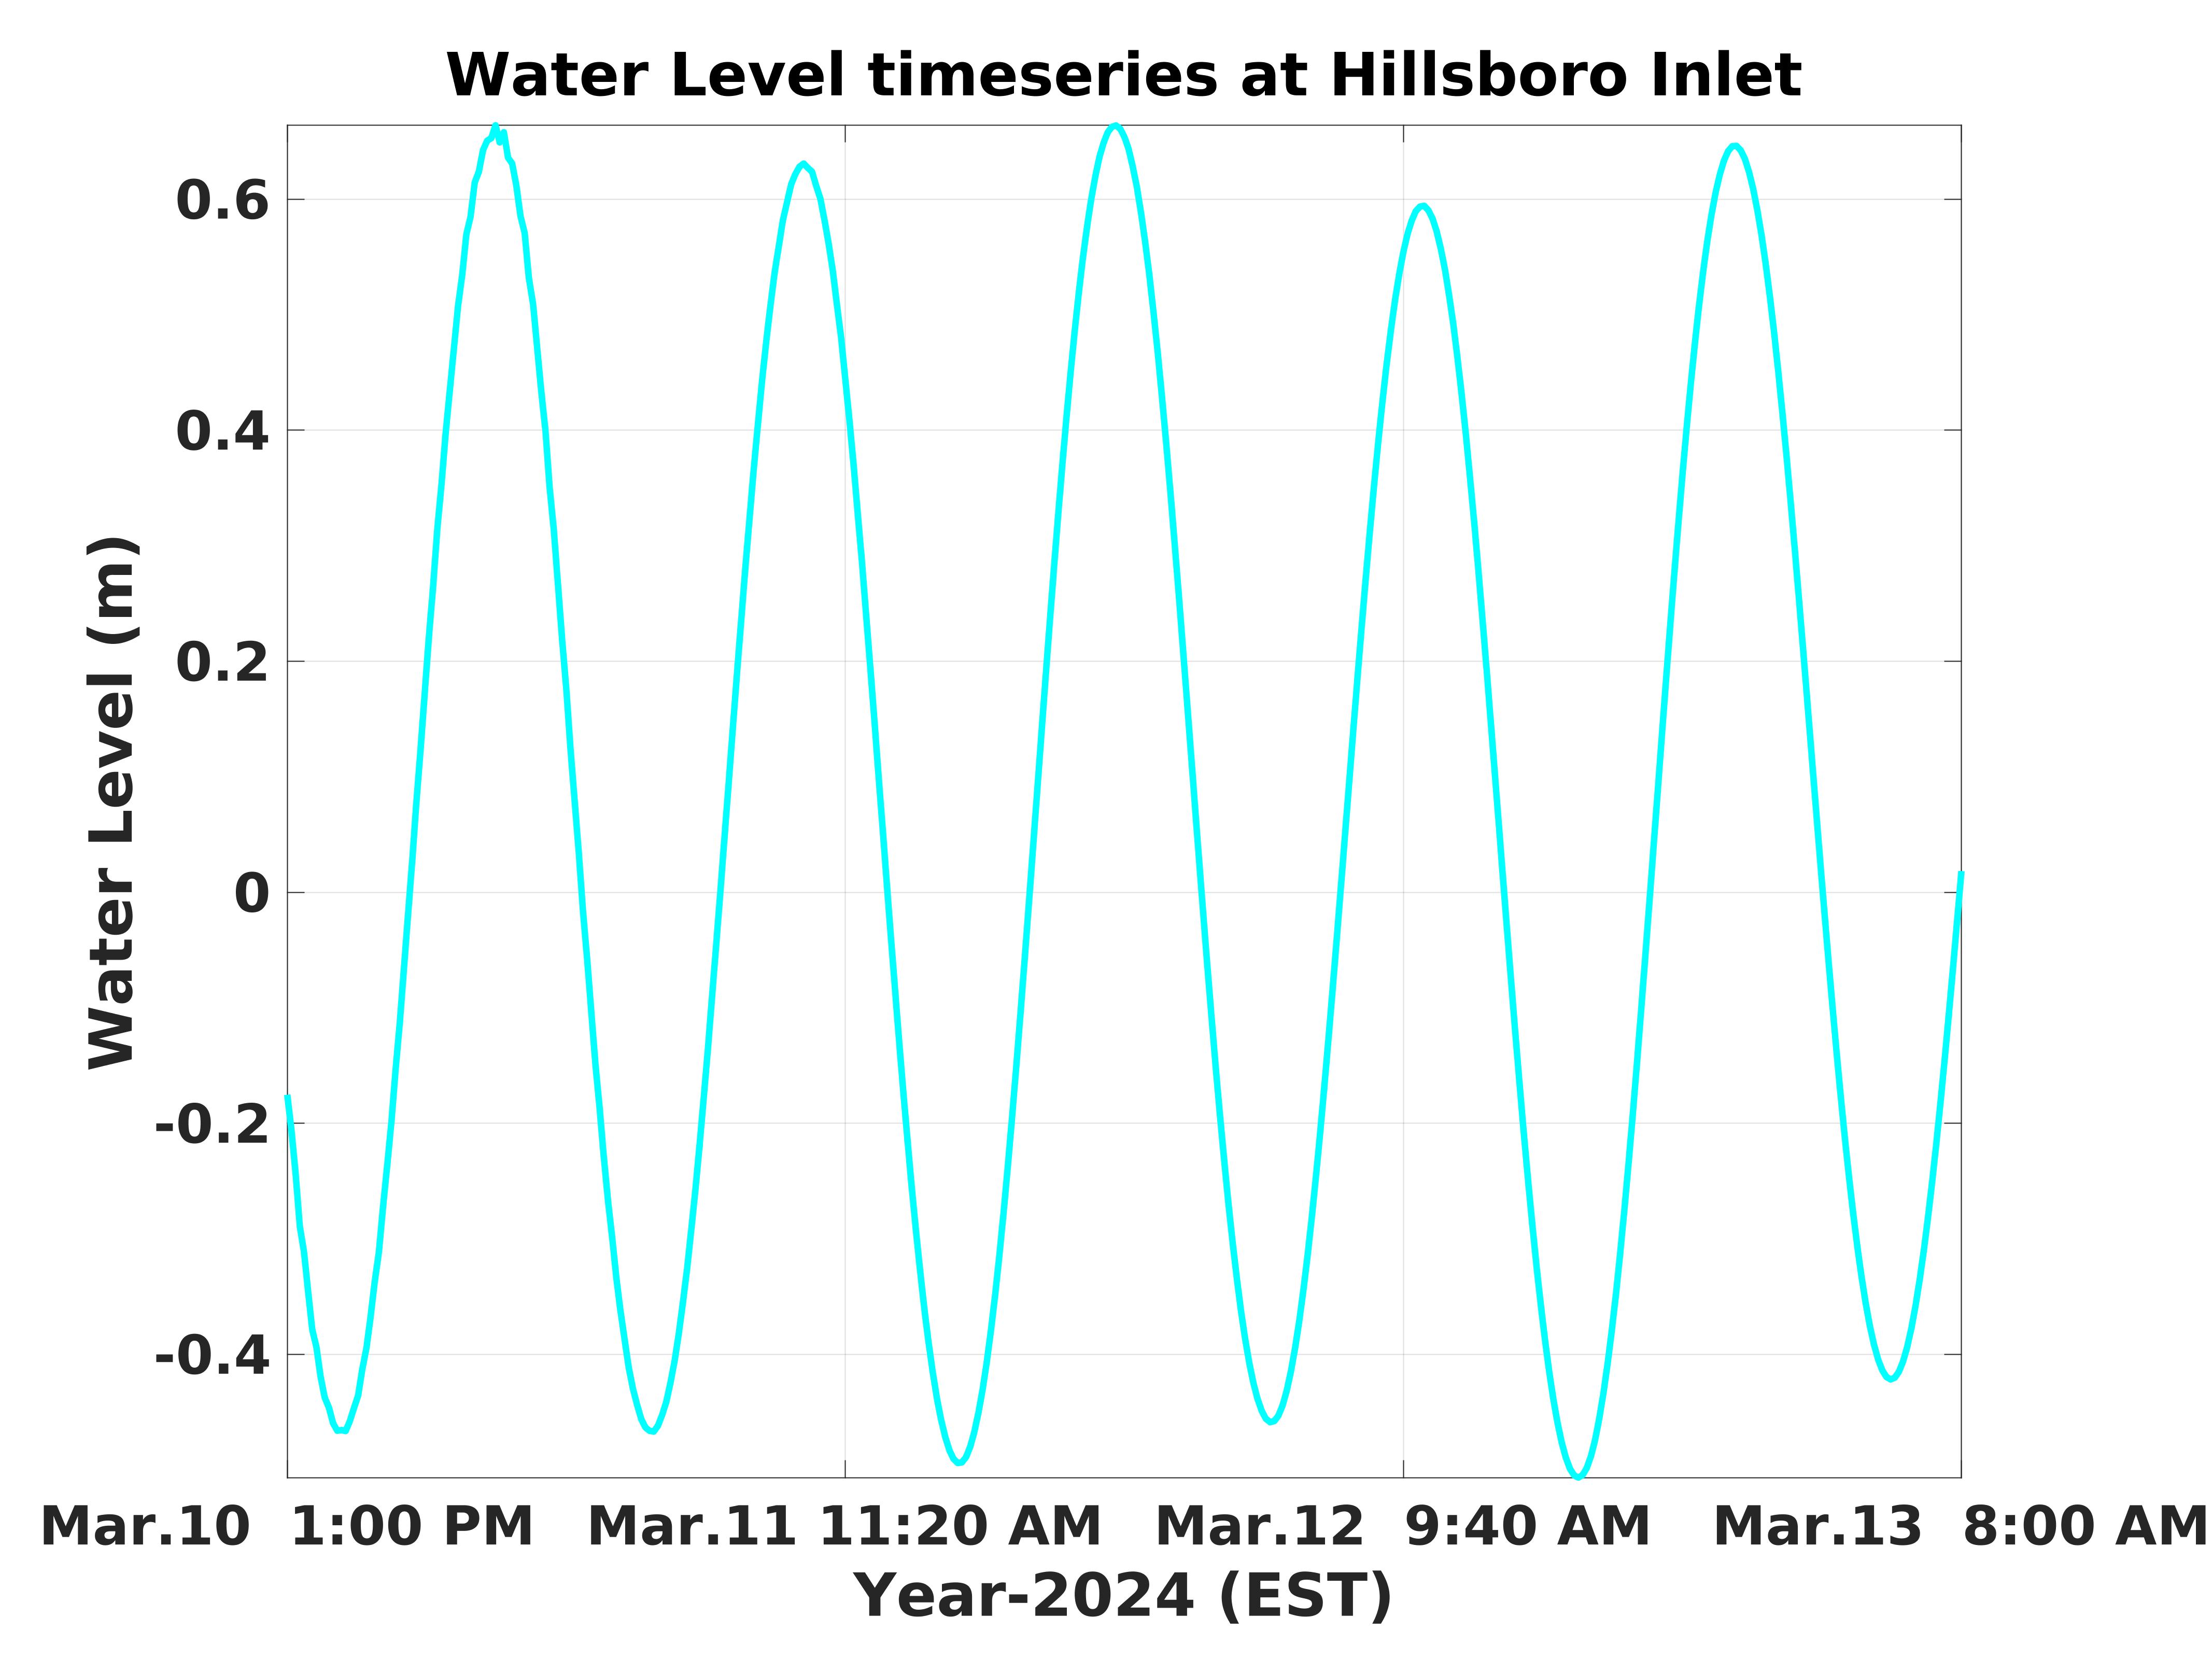 Water Level timeseries at Hillsboro Inlet
Water Level (m)
0.6
0.4
0.2
0
-0.2
-0.4
Mar.10  1:00 PM
Mar.11 11:20 AM
Mar.12  9:40 AM
Mar.13  8:00 AM
Year-2024 (EST)